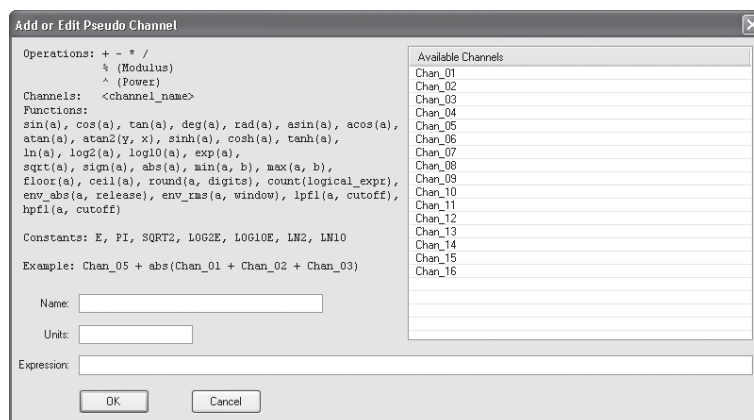 Add or Edit Pseudo Channel
Operations: + - * /
% (Modulus)
^ (Power)
Channels: <channel_name>
Functions:
sin(a), cos(a), tan(a), deg(a), rad(a), asin(a), acos(a),
atan(a), atan2(y, x), sinh(a), cosh(a), tanh(a),
ln(a), log2(a), log10(a), exp(a),
sqrt(a), sign(a), abs(a), min(a, b), max(a, b),
floor(a), ceil(a), round(a, digits), count(logical_expr),
env_abs(a, release), env_rms(a, window), lpf1(a, cutoff),
hpf1(a, cutoff)
Constants: E, PI, SQRT2, LOG2E, LOG10E, LN2, LN10
Example: Chan_05 + abs(Chan_01 + Chan_02 + Chan_03)
Available Channels
Chan_01
Chan_02
Chan_03
Chan_04
Chan_05
Chan_06
Chan_07
Chan_08
Chan_09
Chan_10
Chan_11
Chan_12
Chan_13
Chan_14
Chan_15
Chan_16
Name:
Units:
Expression:
OK
Cancel